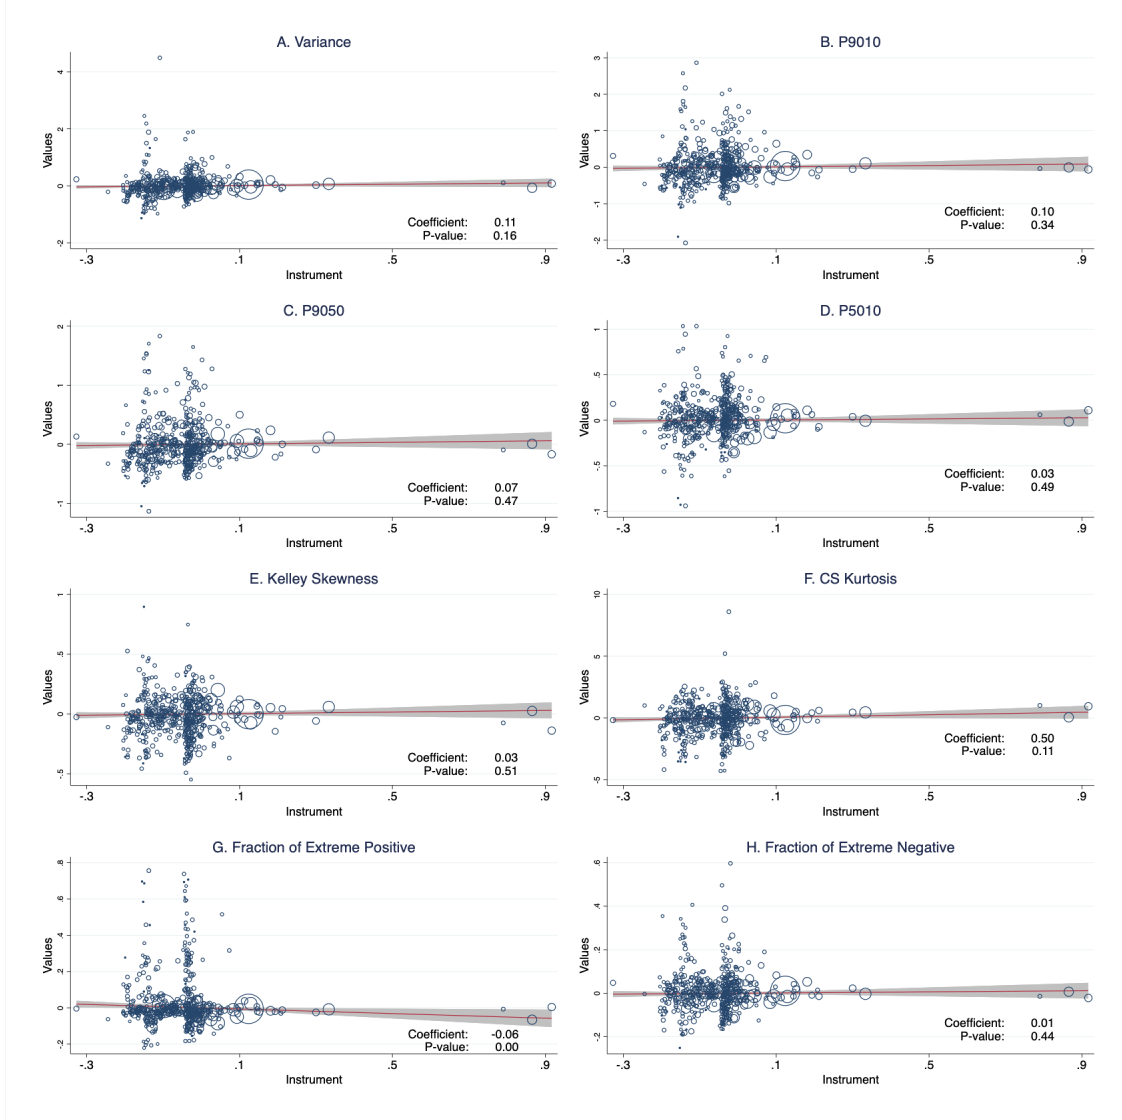 A. Variance
Values
4
2
0
-2
Coefficient: 0.11
P-value: 0.16
-.3 .1 .5 .9
Instrument
B. P9010
Values
3
2
1
0
-1
-2
Coefficient: 0.10
P-value: 0.34
-.3 .1 .5 .9
Instrument
C. P9050
Values
2
1
0
-1
Coefficient: 0.07
P-value: 0.47
-.3 .1 .5 .9
Instrument
D. P5010
Values
1
.5
0
-.5
-1
Coefficient: 0.03
P-value: 0.49
-.3 .1 .5 .9
Instrument
E. Kelley Skewness
Values
1
.5
0
-.5
Coefficient: 0.03
P-value: 0.51
-.3 .1 .5 .9
Instrument
F. CS Kurtosis
Values
10
5
0
-5
Coefficient: 0.50
P-value: 0.11
-.3 .1 .5 .9
Instrument
G. Fraction of Extreme Positive
Values
.8
.6
.4
.2
0
-.2
Coefficient: -0.06
P-value: 0.00
-.3 .1 .5 .9
Instrument
H. Fraction of Extreme Negative
Values
.6
.4
.2
0
-.2
Coefficient: 0.01
P-value: 0.44
-.3 .1 .5 .9
Instrument